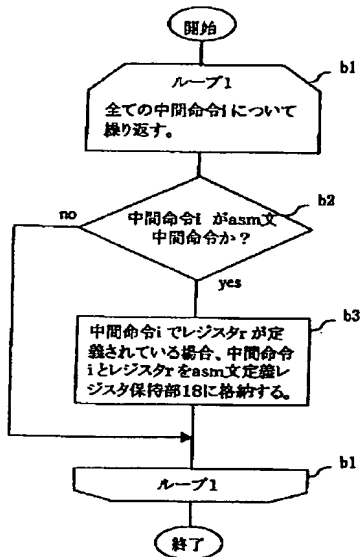 開始
b1
ループ1
全ての中間命令iについて
繰り返す。
b2
no
中間命令i がasm文
中間命令か？
yes
b3
中間命令iでレジスタrが定
義されている場合、中間命令
iとレジスタrをasm文定義レ
ジスタ保持部18に格納する。
b1
ループ1
終了